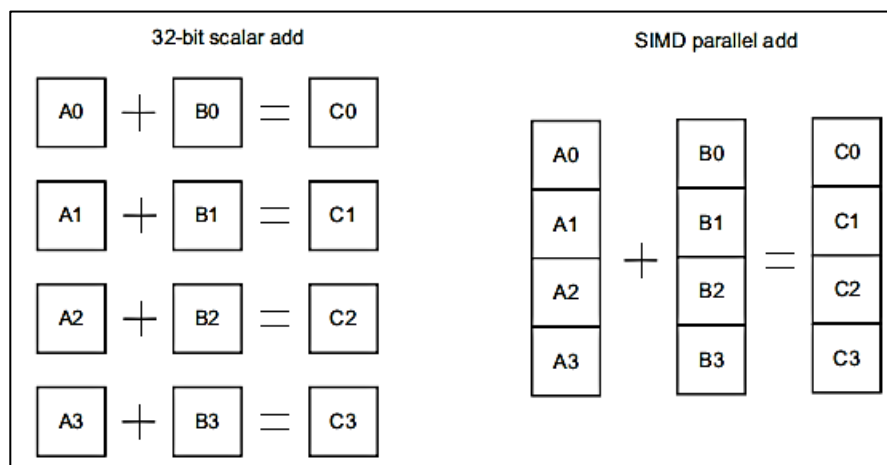 32-bit scalar add
A0 + B0 = C0
A1 + B1 = C1
A2 + B2 = C2
A3 + B3 = C3
SIMD parallel add
A0 B0 C0
A1 B1 C1
+ =
A2 B2 C2
A3 B3 C3